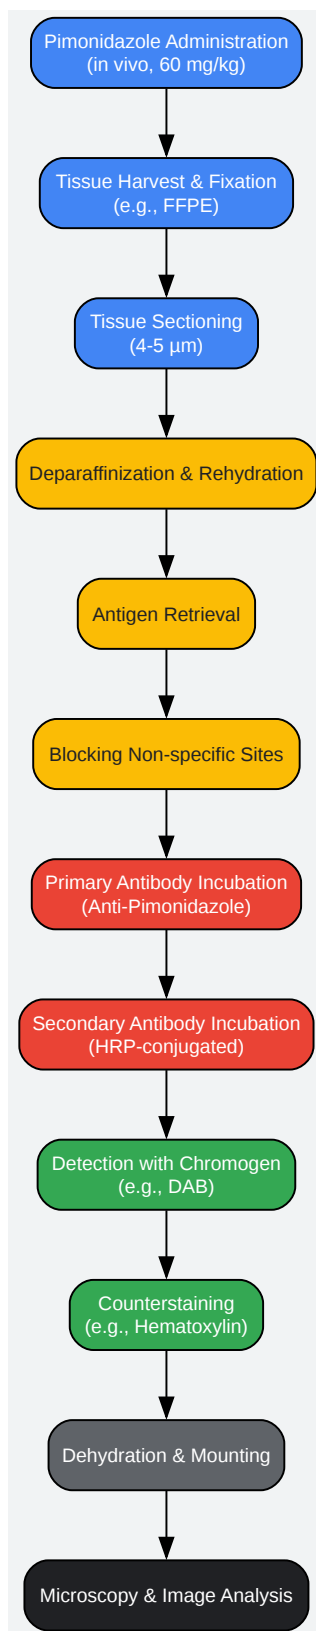 Pimonidazole Administration
(in vivo, 60 mg/kg)
Tissue Harvest & Fixation
(e.g., FFPE)
Tissue Sectioning
(4-5 µm)
Deparaffinization & Rehydration
Antigen Retrieval
Blocking Non-specific Sites
Primary Antibody Incubation
(Anti-Pimonidazole)
Secondary Antibody Incubation
(HRP-conjugated)
Detection with Chromogen
(e.g., DAB)
Counterstaining
(e.g., Hematoxylin)
Dehydration & Mounting
Microscopy & Image Analysis